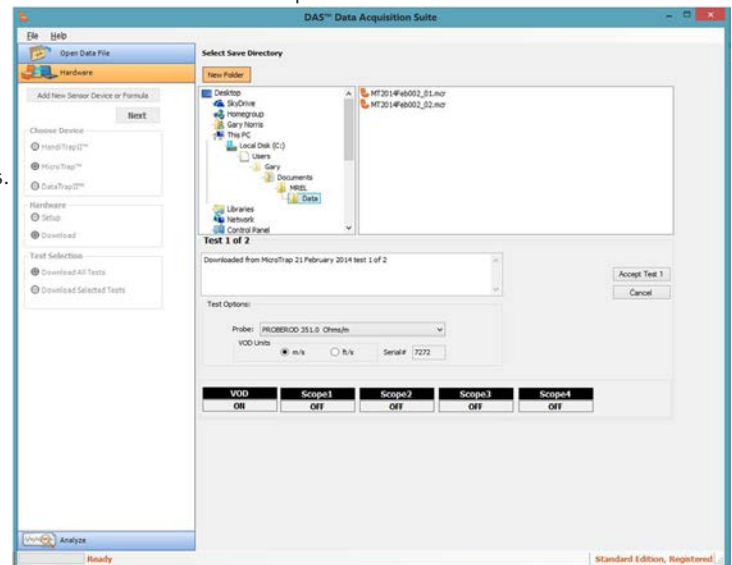 s.
DAS™ Data Acquisition Suite
File Help
Open Data File
Hardware
Add New Sensor Device or Formula
Next
Choose Device
HandiTrapII™
MicroTrap™
DataTrapII™
Hardware
Setup
Download
Test Selection
Download All Tests
Download Selected Tests
Analyze
Select Save Directory
New Folder
Desktop
SkyDrive
Homegroup
Gary Norris
This PC
Local Disk (C:)
Users
Gary
Documents
MREL
Data
Libraries
Network
Control Panel
MT2014Feb002_01.mcr
MT2014Feb002_02.mcr
Test 1 of 2
Downloaded from MicroTrap 21 February 2014 test 1 of 2
Accept Test 1
Cancel
Test Options:
Probe: PROBEROD 351.0 Ohms/m
VOD Units
m/s ft/s Serial# 7272
VOD Scope1 Scope2 Scope3 Scope4
ON OFF OFF OFF OFF
Ready Standard Edition, Registered